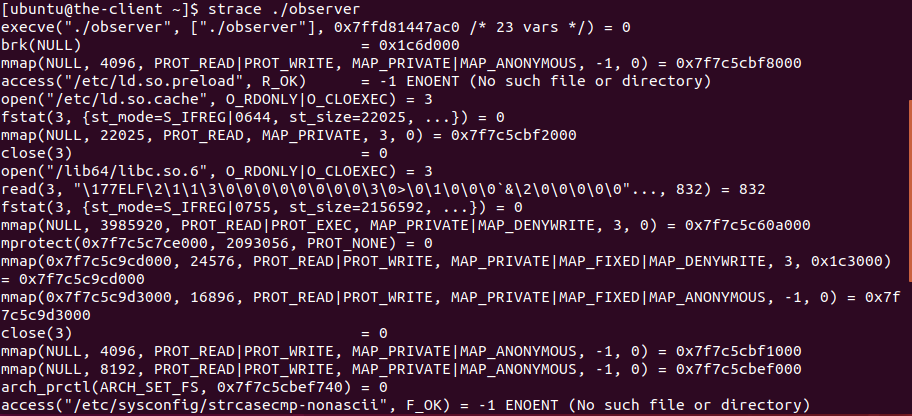 [ubuntu@the-client ~]$ strace ./observer
execve("./observer", ["./observer"], 0x7ffd81447ac0 /* 23 vars */) = 0
brk(NULL)                               = 0x1c6d000
mmap(NULL, 4096, PROT_READ|PROT_WRITE, MAP_PRIVATE|MAP_ANONYMOUS, -1, 0) = 0x7f7c5cbf8000
access("/etc/ld.so.preload", R_OK)      = -1 ENOENT (No such file or directory)
open("/etc/ld.so.cache", O_RDONLY|O_CLOEXEC) = 3
fstat(3, {st_mode=S_IFREG|0644, st_size=22025, ...}) = 0
mmap(NULL, 22025, PROT_READ, MAP_PRIVATE, 3, 0) = 0x7f7c5cbf2000
close(3)                                = 0
open("/lib64/libc.so.6", O_RDONLY|O_CLOEXEC) = 3
read(3, "\177ELF\2\1\1\3\0\0\0\0\0\0\0\0\3\0>\0\1\0\0\0`&\2\0\0\0\0\0"..., 832) = 832
fstat(3, {st_mode=S_IFREG|0755, st_size=2156592, ...}) = 0
mmap(NULL, 3985920, PROT_READ|PROT_EXEC, MAP_PRIVATE|MAP_DENYWRITE, 3, 0) = 0x7f7c5c60a000
mprotect(0x7f7c5c7ce000, 2093056, PROT_NONE) = 0
mmap(0x7f7c5c9cd000, 24576, PROT_READ|PROT_WRITE, MAP_PRIVATE|MAP_FIXED|MAP_DENYWRITE, 3, 0x1c3000)
= 0x7f7c5c9cd000
mmap(0x7f7c5c9d3000, 16896, PROT_READ|PROT_WRITE, MAP_PRIVATE|MAP_FIXED|MAP_ANONYMOUS, -1, 0) = 0x7f
7c5c9d3000
close(3)                                = 0
mmap(NULL, 4096, PROT_READ|PROT_WRITE, MAP_PRIVATE|MAP_ANONYMOUS, -1, 0) = 0x7f7c5cbf1000
mmap(NULL, 8192, PROT_READ|PROT_WRITE, MAP_PRIVATE|MAP_ANONYMOUS, -1, 0) = 0x7f7c5cbef000
arch_prctl(ARCH_SET_FS, 0x7f7c5cbef740) = 0
access("/etc/sysconfig/strcasecmp-nonascii", F_OK) = -1 ENOENT (No such file or directory)